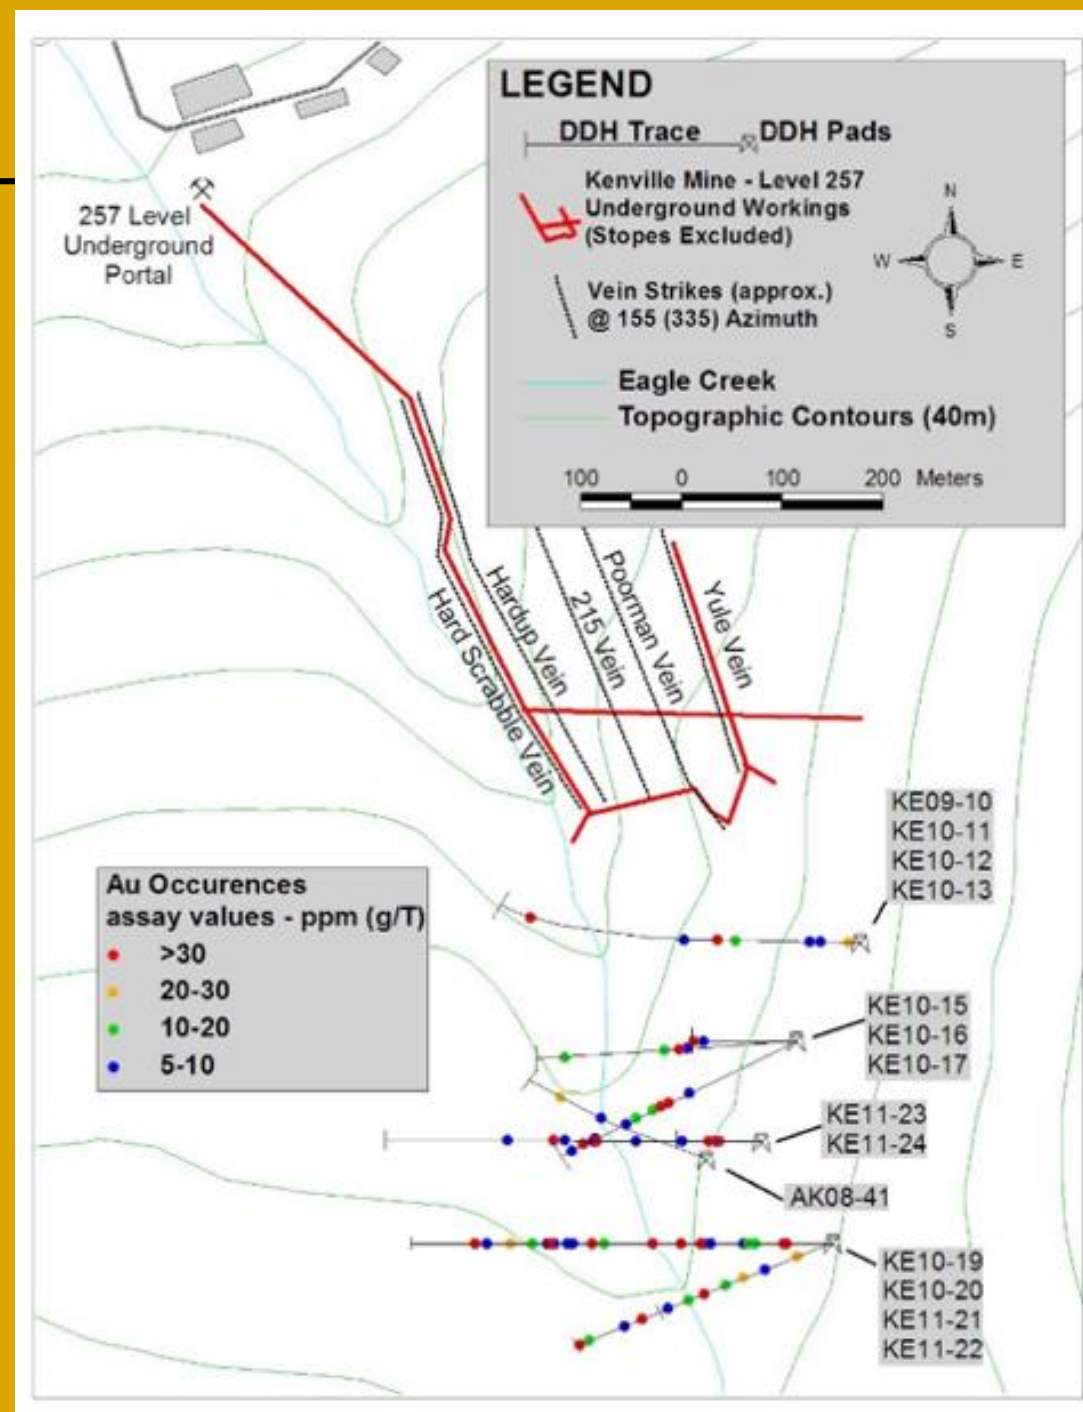 LEGEND
DDH Trace
DDH Pads
Kenville Mine - Level 257
Underground Workings
(Stopes Excluded)
Vein Strikes (approx.)
@ 155 (335) Azimuth
N
W
E
S
Eagle Creek
Topographic Contours (40m)
100 0 100 200 Meters
257 Level
Underground
Portal
Hard Scrabble Vein
Hardup Vein
215 Vein
Poorman Vein
Yule Vein
KE09-10
KE10-11
KE10-12
KE10-13
Au Occurences
assay values - ppm (g/T)
>30
20-30
10-20
5-10
KE10-15
KE10-16
KE10-17
KE11-23
KE11-24
AK08-41
KE10-19
KE10-20
KE11-21
KE11-22